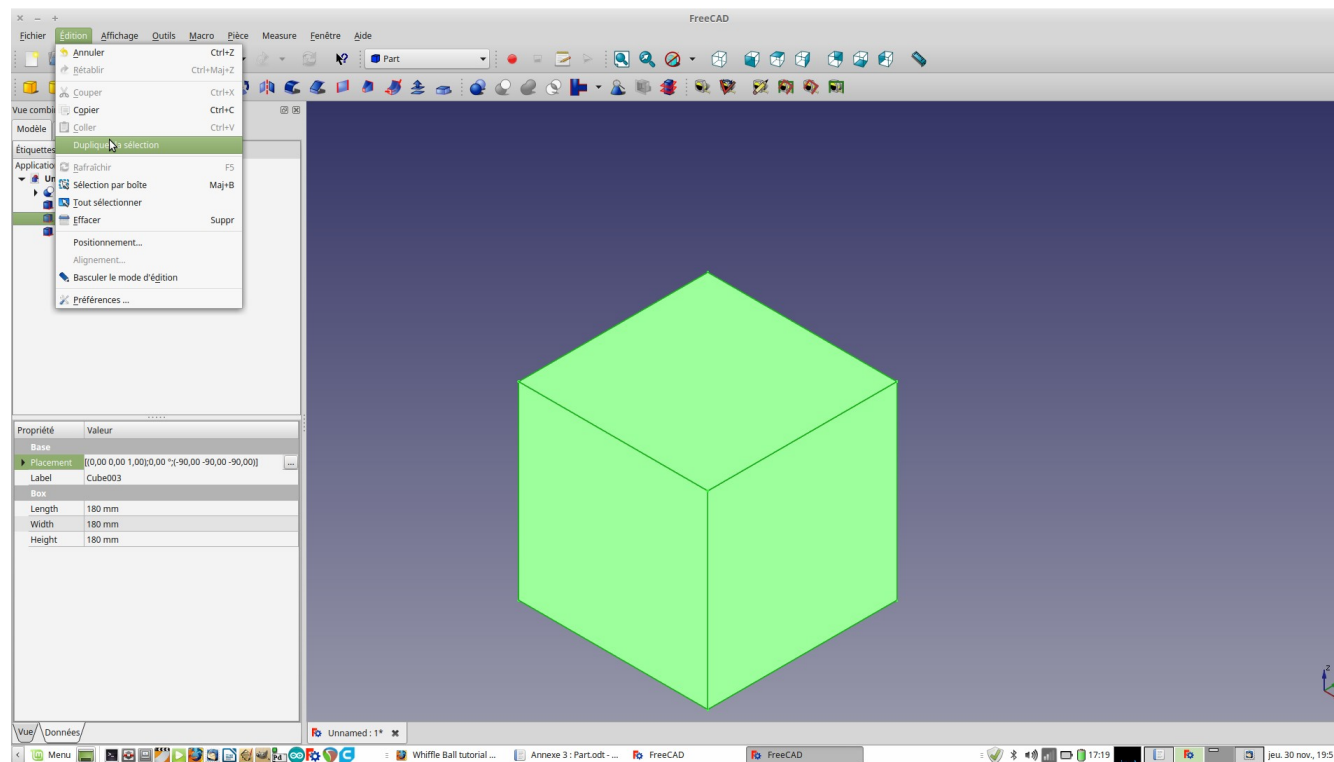 FreeCAD
Fichier Édition Affichage Outils Macro Pièce Measure Fenêtre Aide
Annuler Ctrl+Z
Rétablir Ctrl+Maj+Z
Part
Couper Ctrl+X
Copier Ctrl+C
Coller Ctrl+V
sélection
Rafraîchir F5
Sélection par boîte Maj+B
Tout sélectionner
Effacer Suppr
Positionnement...
Alignement...
Basculer le mode d'édition
Préférences ...
Vue combi
Modèle
Étiquettes
Applicatio
Un
Propriété Valeur
Base
Placement [(0,00 0,00 1,00);0,00 °;(-90,00 -90,00 -90,00)] ...
Label Cube003
Box
Length 180 mm
Width 180 mm
Height 180 mm
z
Vue Données
Unnamed : 1*
Menu Whiffle Ball tutorial ... Annexe 3 : Part.odt - ... FreeCAD FreeCAD 17:19 jeu. 30 nov., 19:5